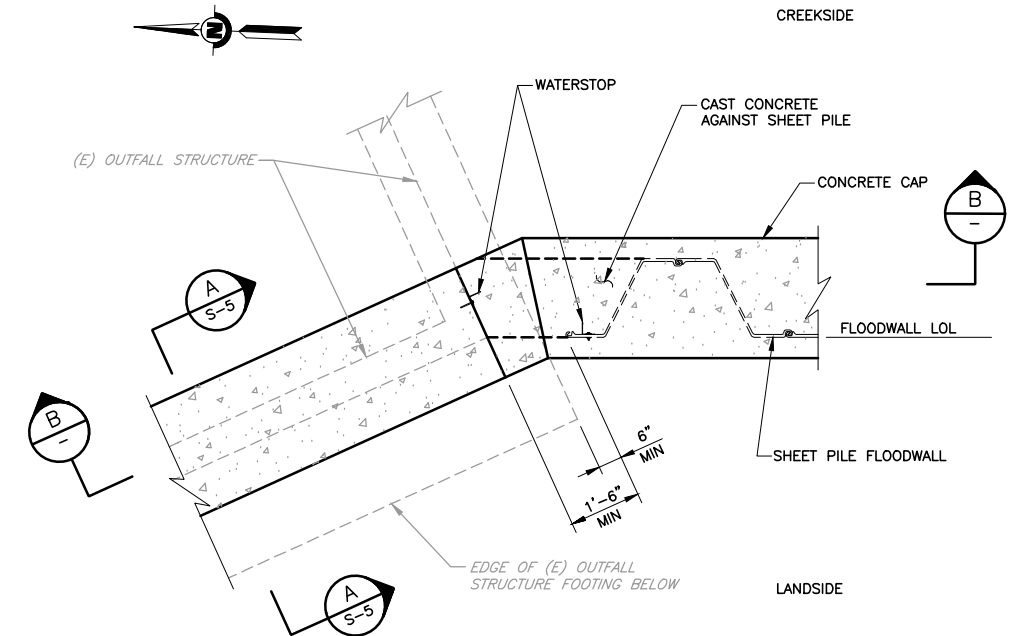 N
CREEKSIDE
WATERSTOP
CAST CONCRETE
AGAINST SHEET PILE
(E) OUTFALL STRUCTURE
CONCRETE CAP
B
-
A
S-5
FLOODWALL LOL
B
-
6"
MIN
SHEET PILE FLOODWALL
1'-6"
MIN
EDGE OF (E) OUTFALL
STRUCTURE FOOTING BELOW
A
S-5
LANDSIDE